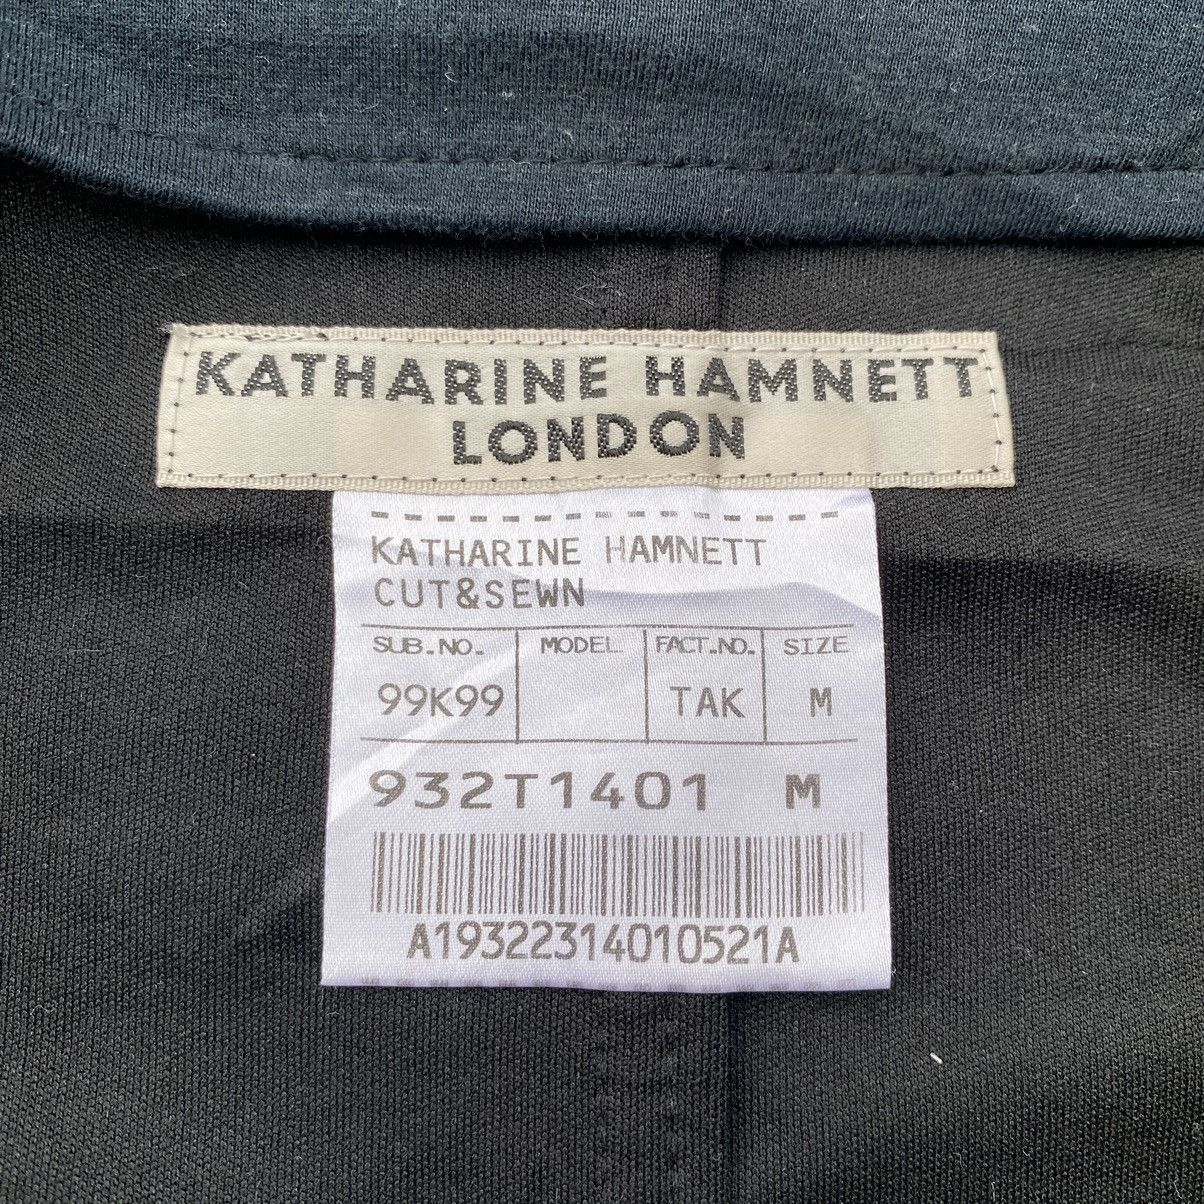 KATHARINE HAMNETT
LONDON
KATHARINE HAMNETT
CUT&SEWN
SUB.NO. MODEL FACT.NO. SIZE
99K99 TAK M
932T1401 M
A19322314010521A